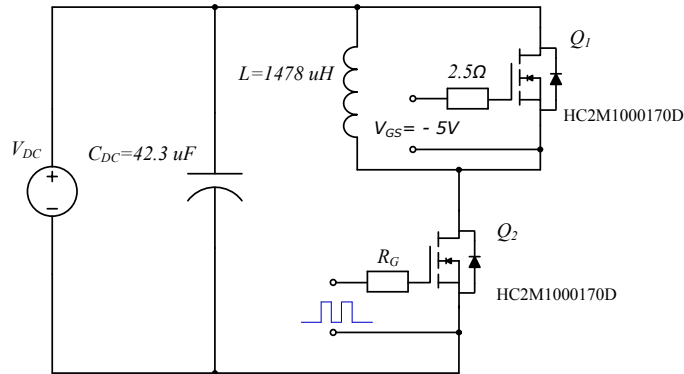 Q1
2.5Ω
L=1478 uH
HC2M1000170D
VGS= - 5V
VDC
CDC=42.3 uF
+
−
Q2
RG
HC2M1000170D